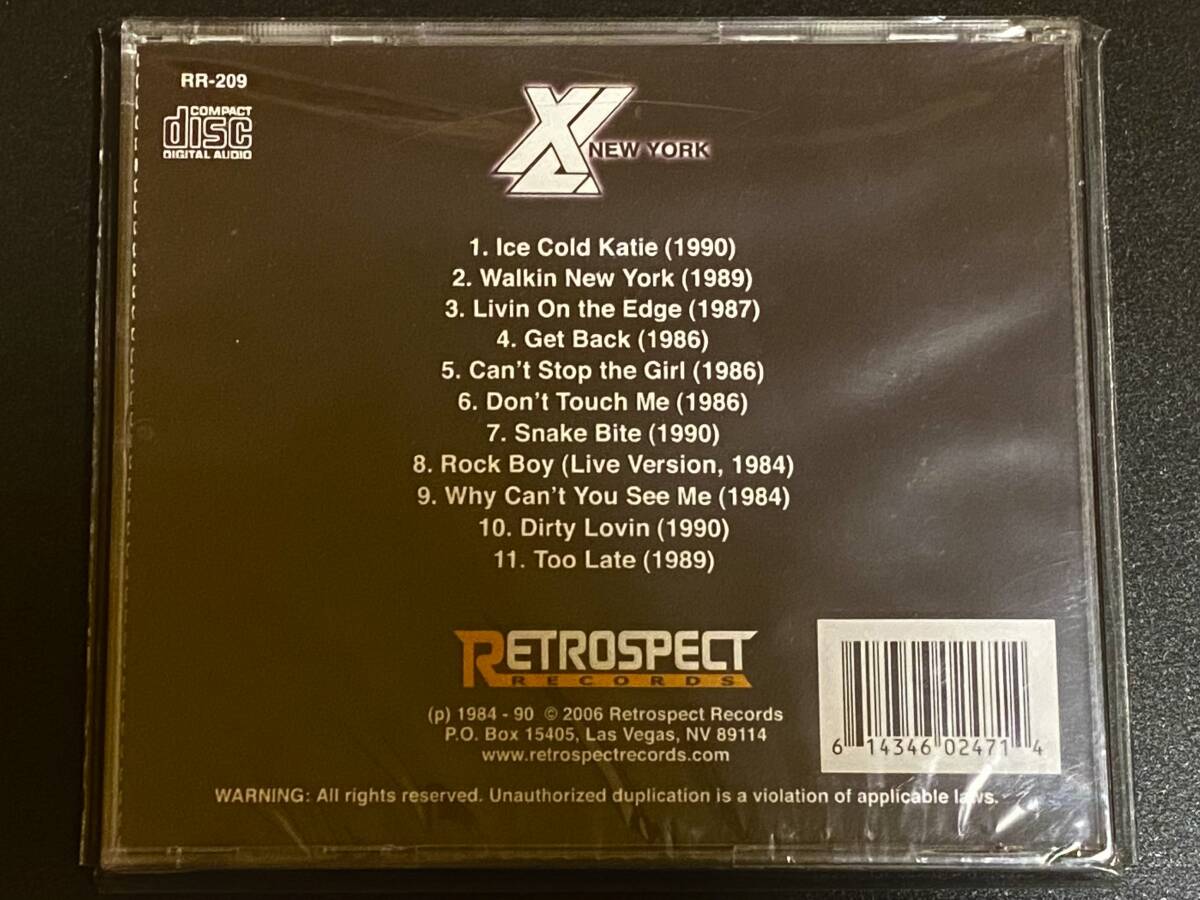 RR-209
COMPACT
disc
DIGITAL AUDIO
XL
NEW YORK
1. Ice Cold Katie (1990)
2. Walkin New York (1989)
3. Livin On the Edge (1987)
4. Get Back (1986)
5. Can't Stop the Girl (1986)
6. Don't Touch Me (1986)
7. Snake Bite (1990)
8. Rock Boy (Live Version, 1984)
9. Why Can't You See Me (1984)
10. Dirty Lovin (1990)
11. Too Late (1989)
RETROSPECT
RECORDS
(p) 1984 - 90 © 2006 Retrospect Records
P.O. Box 15405, Las Vegas, NV 89114
www.retrospectrecords.com
6 14346 02471 4
WARNING: All rights reserved. Unauthorized duplication is a violation of applicable laws.